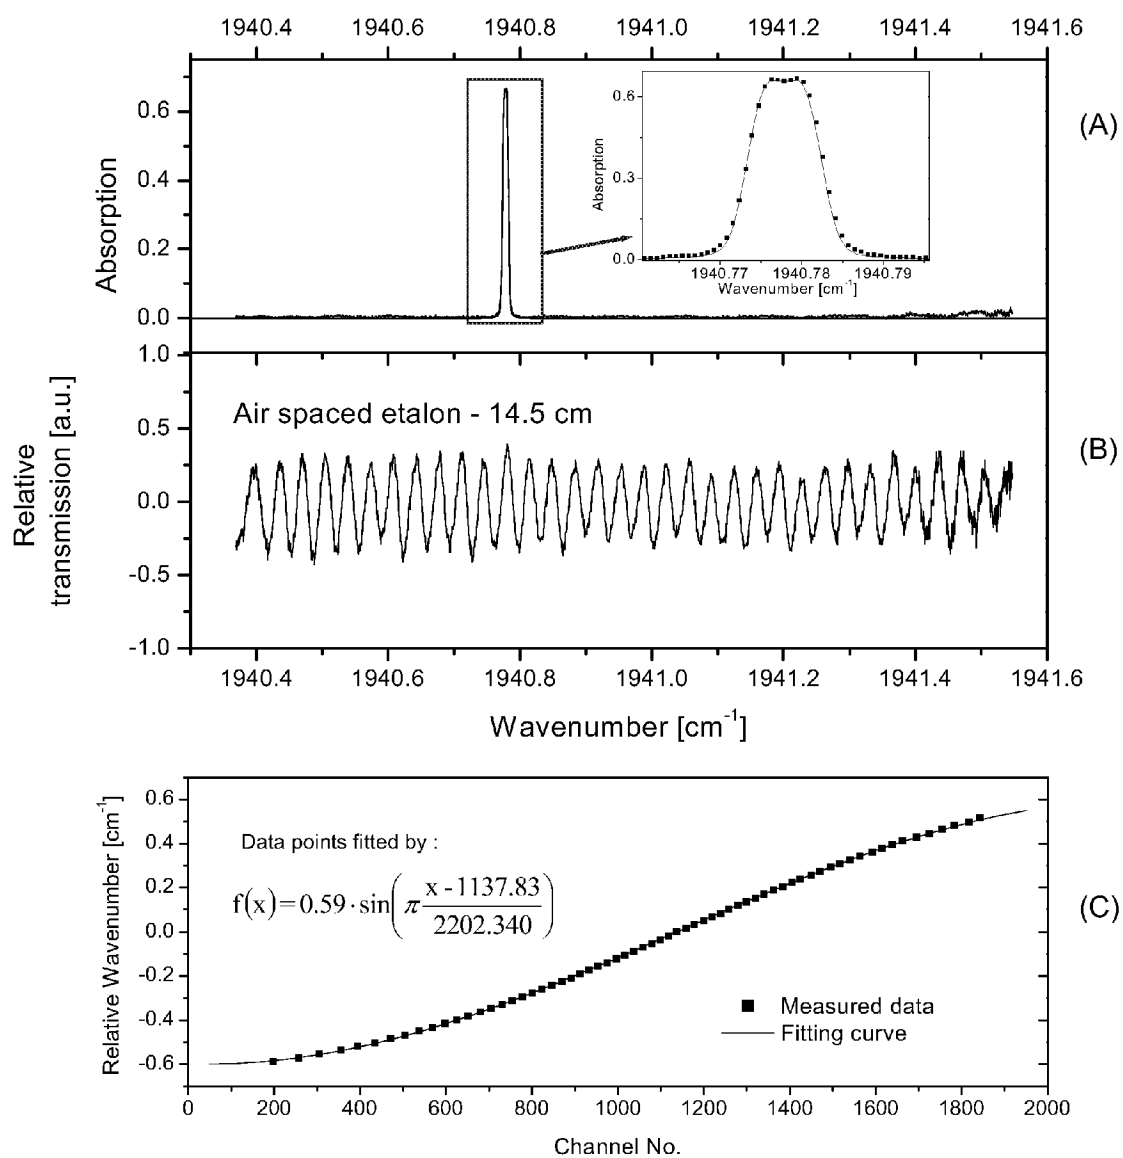 1940.4 1940.6 1940.8 1941.0 1941.2 1941.4 1941.6
0.6
0.4
0.2
0.0
Absorption
0.6
0.3
0.0
Absorption
1940.77 1940.78 1940.79
Wavenumber [cm-1]
(A)
1.0
0.5
0.0
-0.5
-1.0
Relative
transmission [a.u.]
Air spaced etalon - 14.5 cm
(B)
1940.4 1940.6 1940.8 1941.0 1941.2 1941.4 1941.6
Wavenumber [cm-1]
0.6
0.4
0.2
0.0
-0.2
-0.4
-0.6
Relative Wavenumber [cm-1]
Data points fitted by :
f(x)=0.59·sin(π x-1137.83 / 2202.340)
Measured data
Fitting curve
(C)
0 200 400 600 800 1000 1200 1400 1600 1800 2000
Channel No.